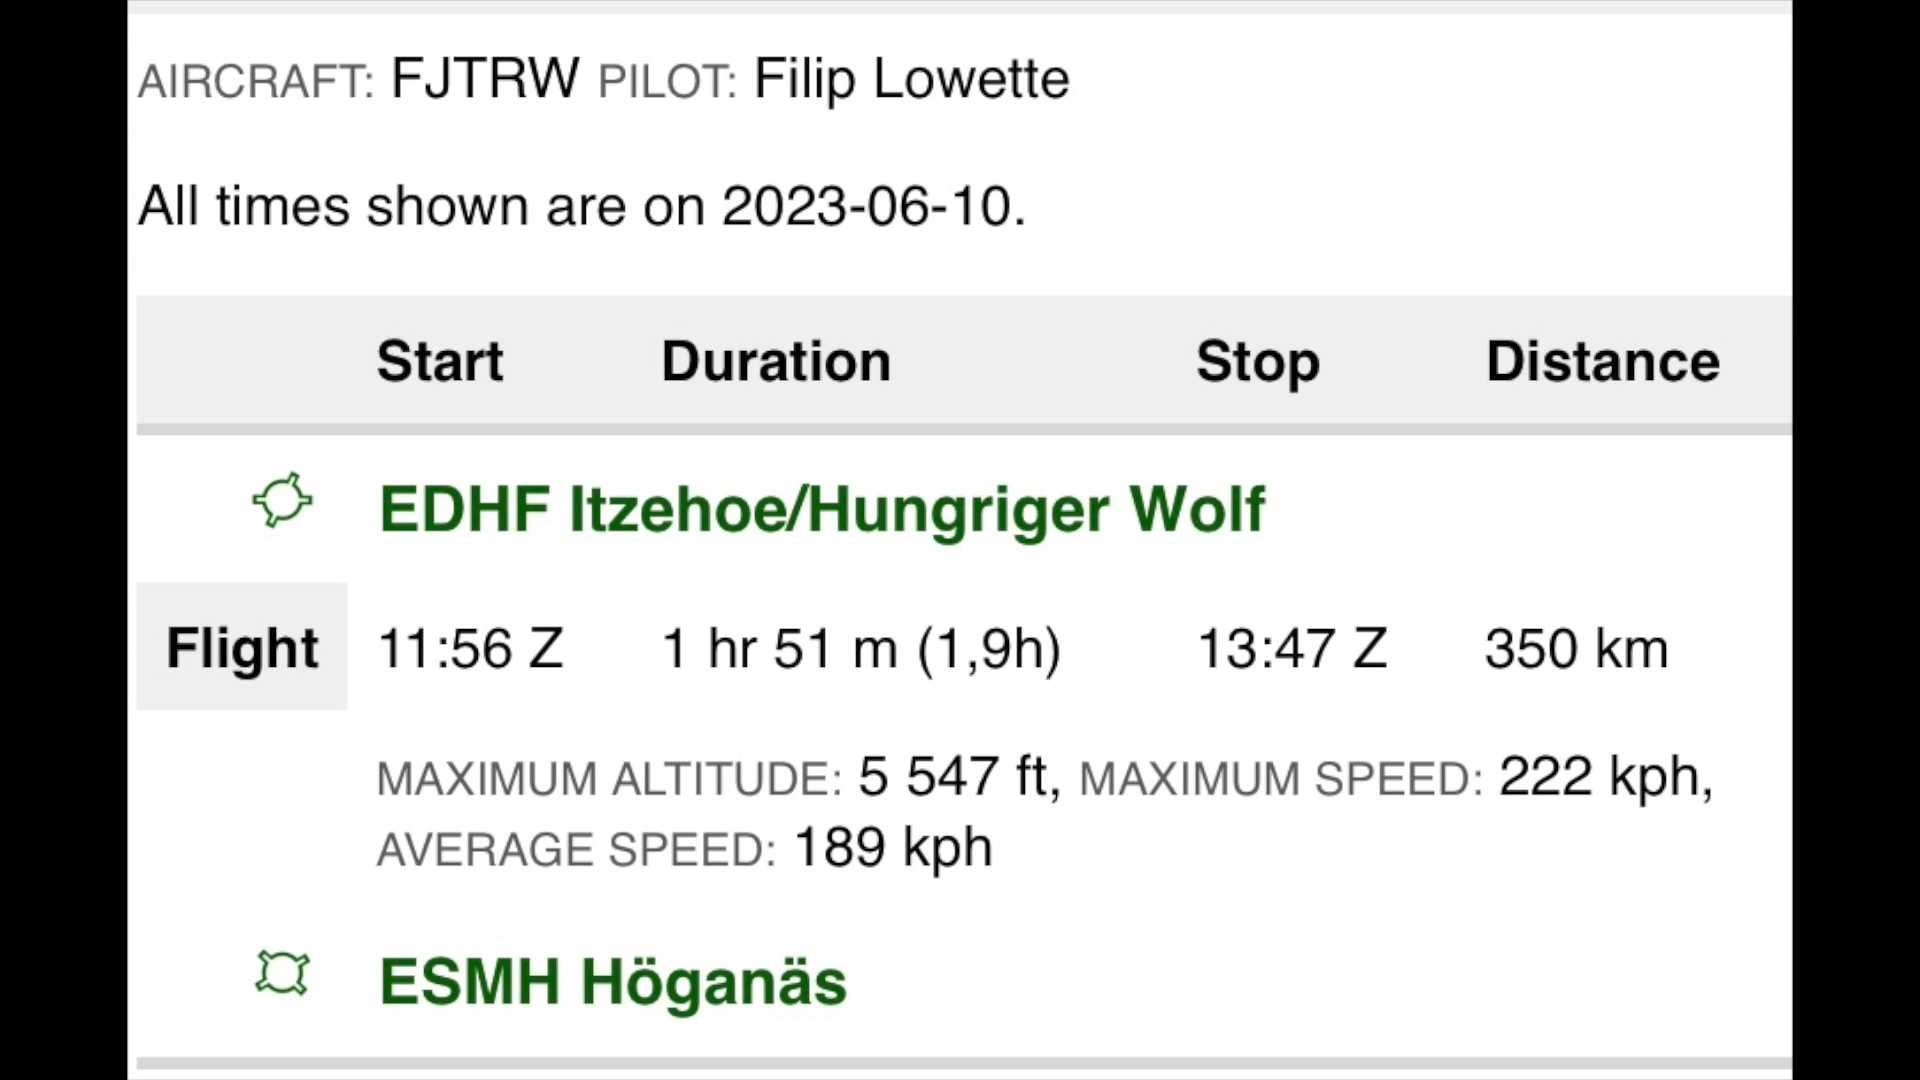 AIRCRAFT: FJTRW PILOT: Filip Lowette
All times shown are on 2023-06-10.
Start Duration Stop Distance
EDHF Itzehoe/Hungriger Wolf
Flight 11:56 Z 1 hr 51 m (1,9h) 13:47 Z 350 km
MAXIMUM ALTITUDE: 5 547 ft, MAXIMUM SPEED: 222 kph,
AVERAGE SPEED: 189 kph
ESMH Höganäs